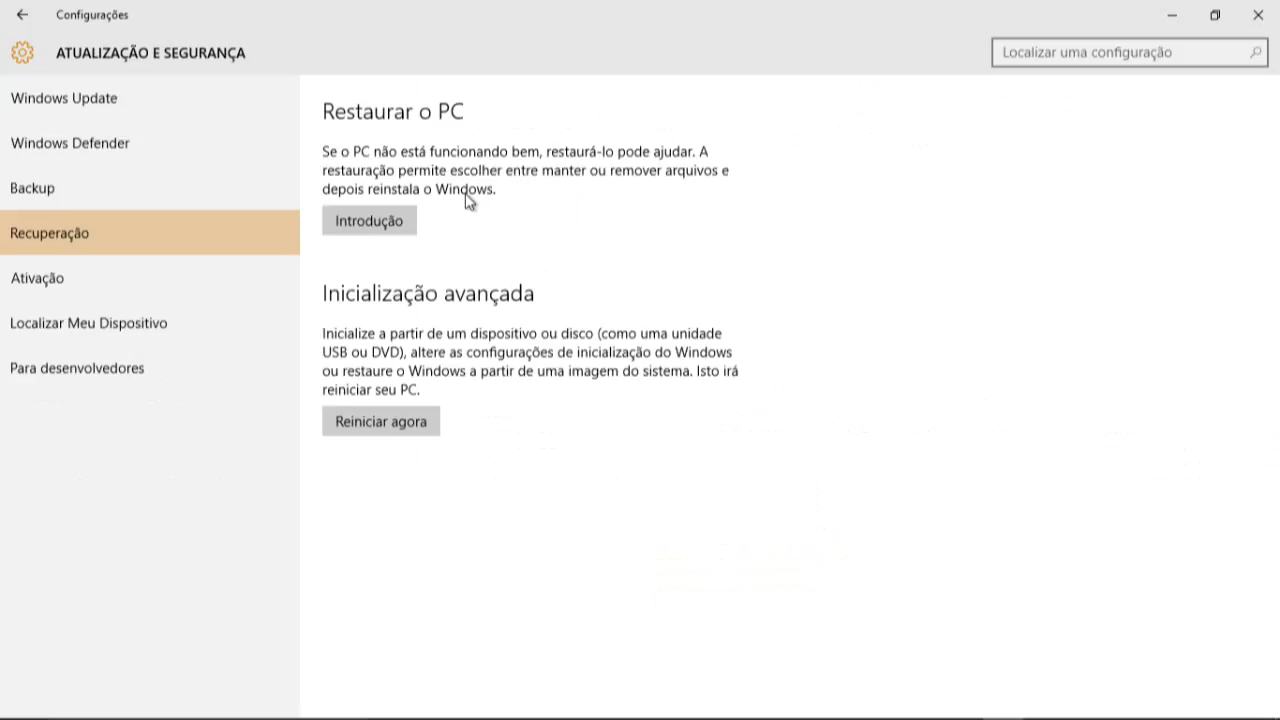 Configurações
ATUALIZAÇÃO E SEGURANÇA
Localizar uma configuração
Windows Update
Windows Defender
Backup
Recuperação
Ativação
Localizar Meu Dispositivo
Para desenvolvedores
Restaurar o PC
Se o PC não está funcionando bem, restaurá-lo pode ajudar. A
restauração permite escolher entre manter ou remover arquivos e
depois reinstala o Windows.
Introdução
Inicialização avançada
Inicialize a partir de um dispositivo ou disco (como uma unidade
USB ou DVD), altere as configurações de inicialização do Windows
ou restaure o Windows a partir de uma imagem do sistema. Isto irá
reiniciar seu PC.
Reiniciar agora